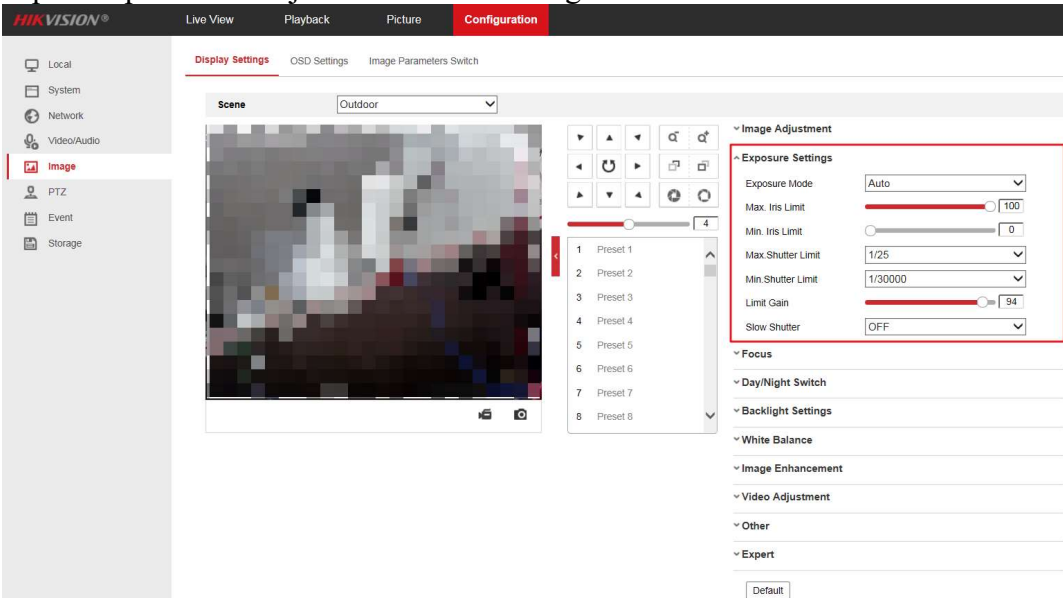 HIKVISION®
Live View
Playback
Picture
Configuration
Local
System
Network
Video/Audio
Image
PTZ
Event
Storage
Display Settings
OSD Settings
Image Parameters Switch
Scene
Outdoor
4
1 Preset 1
2 Preset 2
3 Preset 3
4 Preset 4
5 Preset 5
6 Preset 6
7 Preset 7
8 Preset 8
Image Adjustment
Exposure Settings
Exposure Mode Auto
Max. Iris Limit 100
Min. Iris Limit 0
Max.Shutter Limit 1/25
Min.Shutter Limit 1/30000
Limit Gain 94
Slow Shutter OFF
Focus
Day/Night Switch
Backlight Settings
White Balance
Image Enhancement
Video Adjustment
Other
Expert
Default